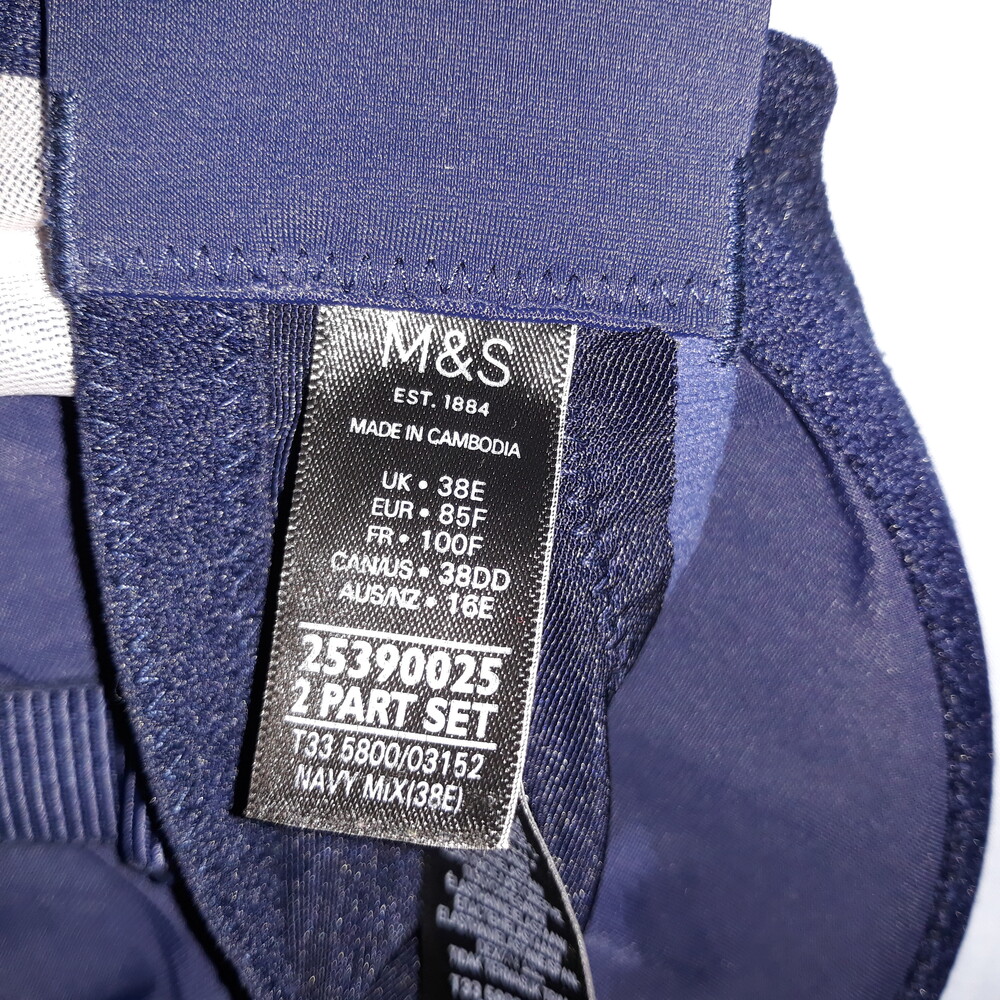 M&S
EST. 1884
MADE IN CAMBODIA
UK • 38E
EUR • 85F
FR • 100F
CAN/US • 38DD
AUS/NZ • 16E
25390025
2 PART SET
T33 5800/03152
NAVY MIX(38E)